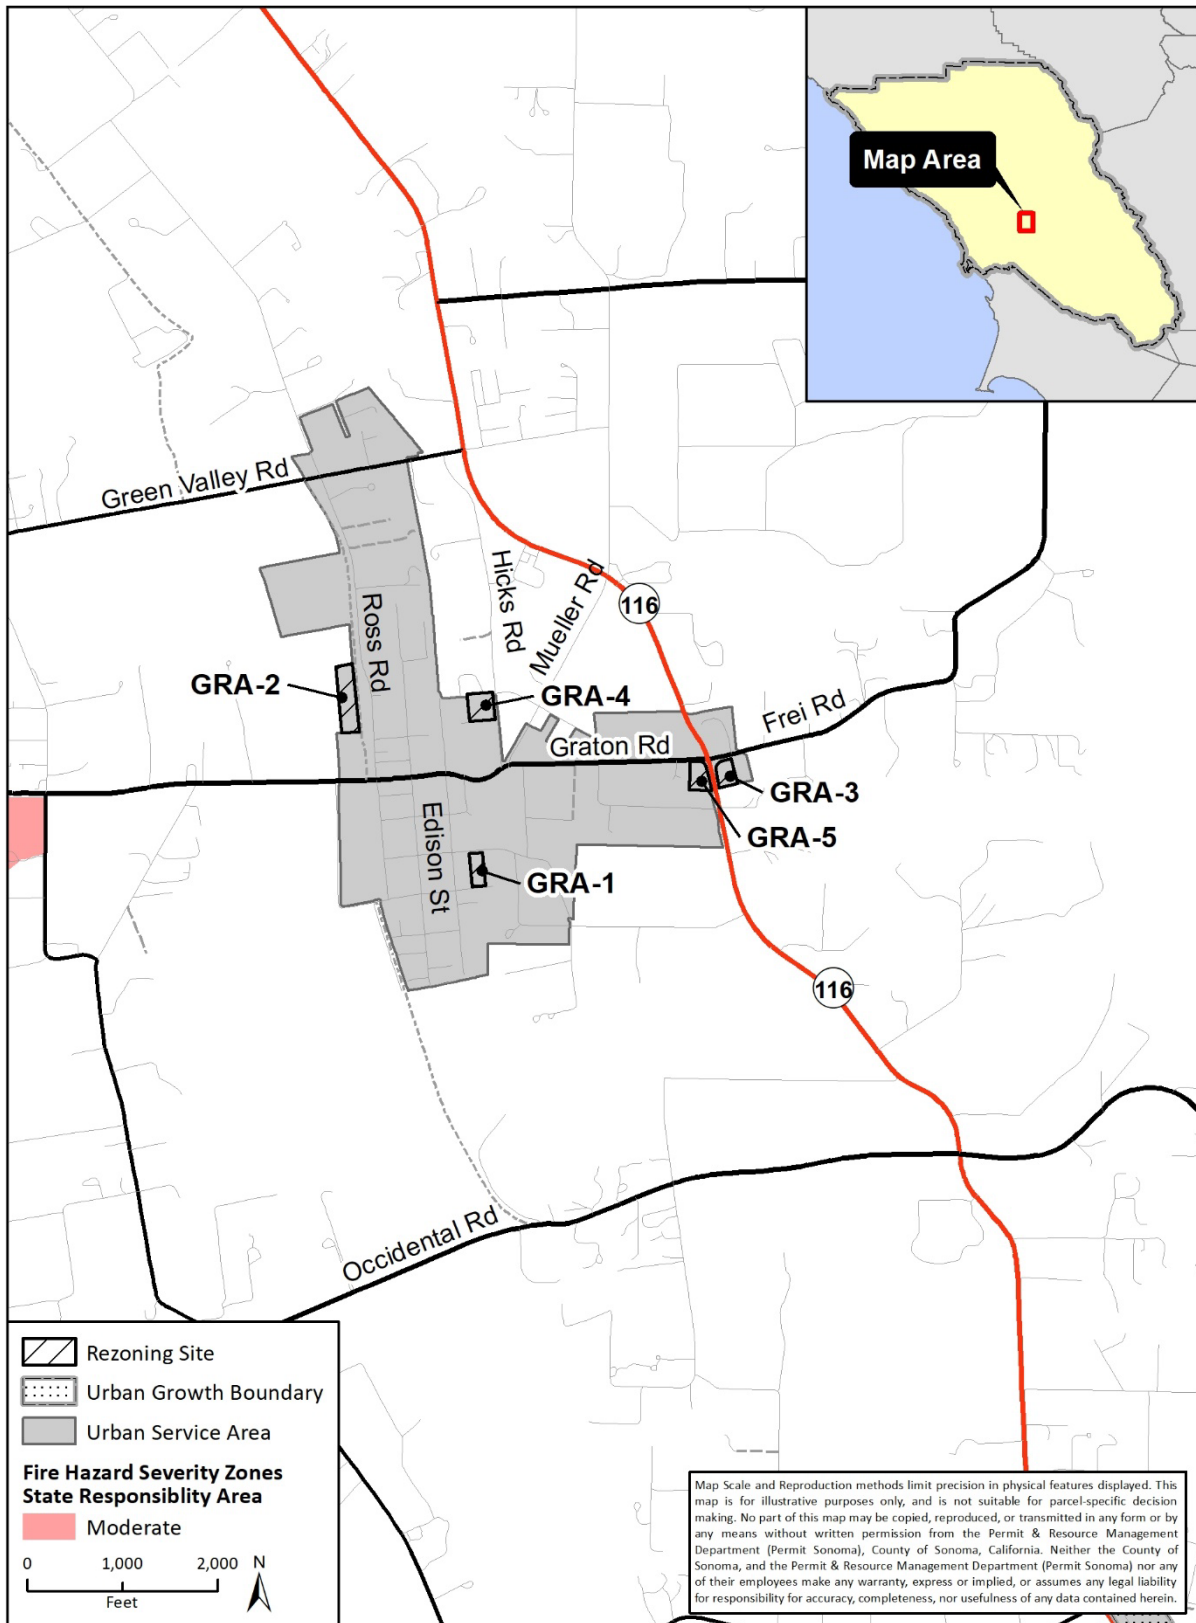 Map Area
Green Valley Rd
Hicks Rd
Mueller Rd
116
Ross Rd
GRA-2
GRA-4
Graton Rd
Frei Rd
GRA-3
GRA-5
Edison St
GRA-1
116
Occidental Rd
Rezoning Site
Urban Growth Boundary
Urban Service Area
Fire Hazard Severity Zones
State Responsiblity Area
Moderate
0 1,000 2,000 N
Feet
Map Scale and Reproduction methods limit precision in physical features displayed. This
map is for illustrative purposes only, and is not suitable for parcel-specific decision
making. No part of this map may be copied, reproduced, or transmitted in any form or by
any means without written permission from the Permit & Resource Management
Department (Permit Sonoma), County of Sonoma, California. Neither the County of
Sonoma, and the Permit & Resource Management Department (Permit Sonoma) nor any
of their employees make any warranty, express or implied, or assumes any legal liability
for responsibility for accuracy, completeness, nor usefulness of any data contained herein.